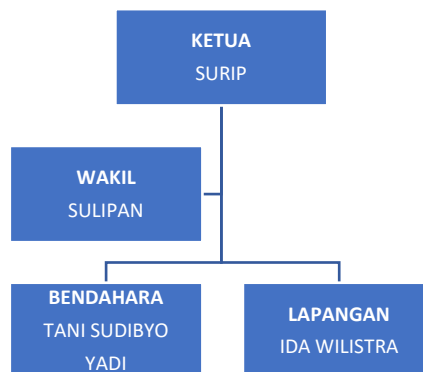 KETUA
SURIP
WAKIL
SULIPAN
BENDAHARA
TANI SUDIBYO
YADI
LAPANGAN
IDA WILISTRA